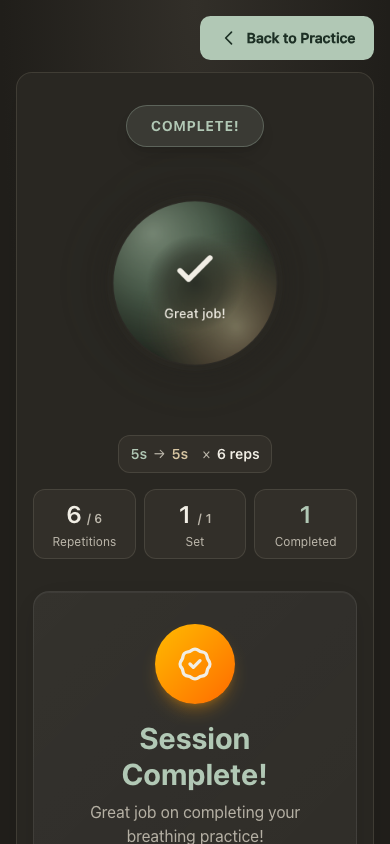 Back to Practice
COMPLETE!
Great job!
5s → 5s × 6 reps
6 / 6 1 / 1 1
Repetitions Set Completed
Session
Complete!
Great job on completing your
breathing practice!